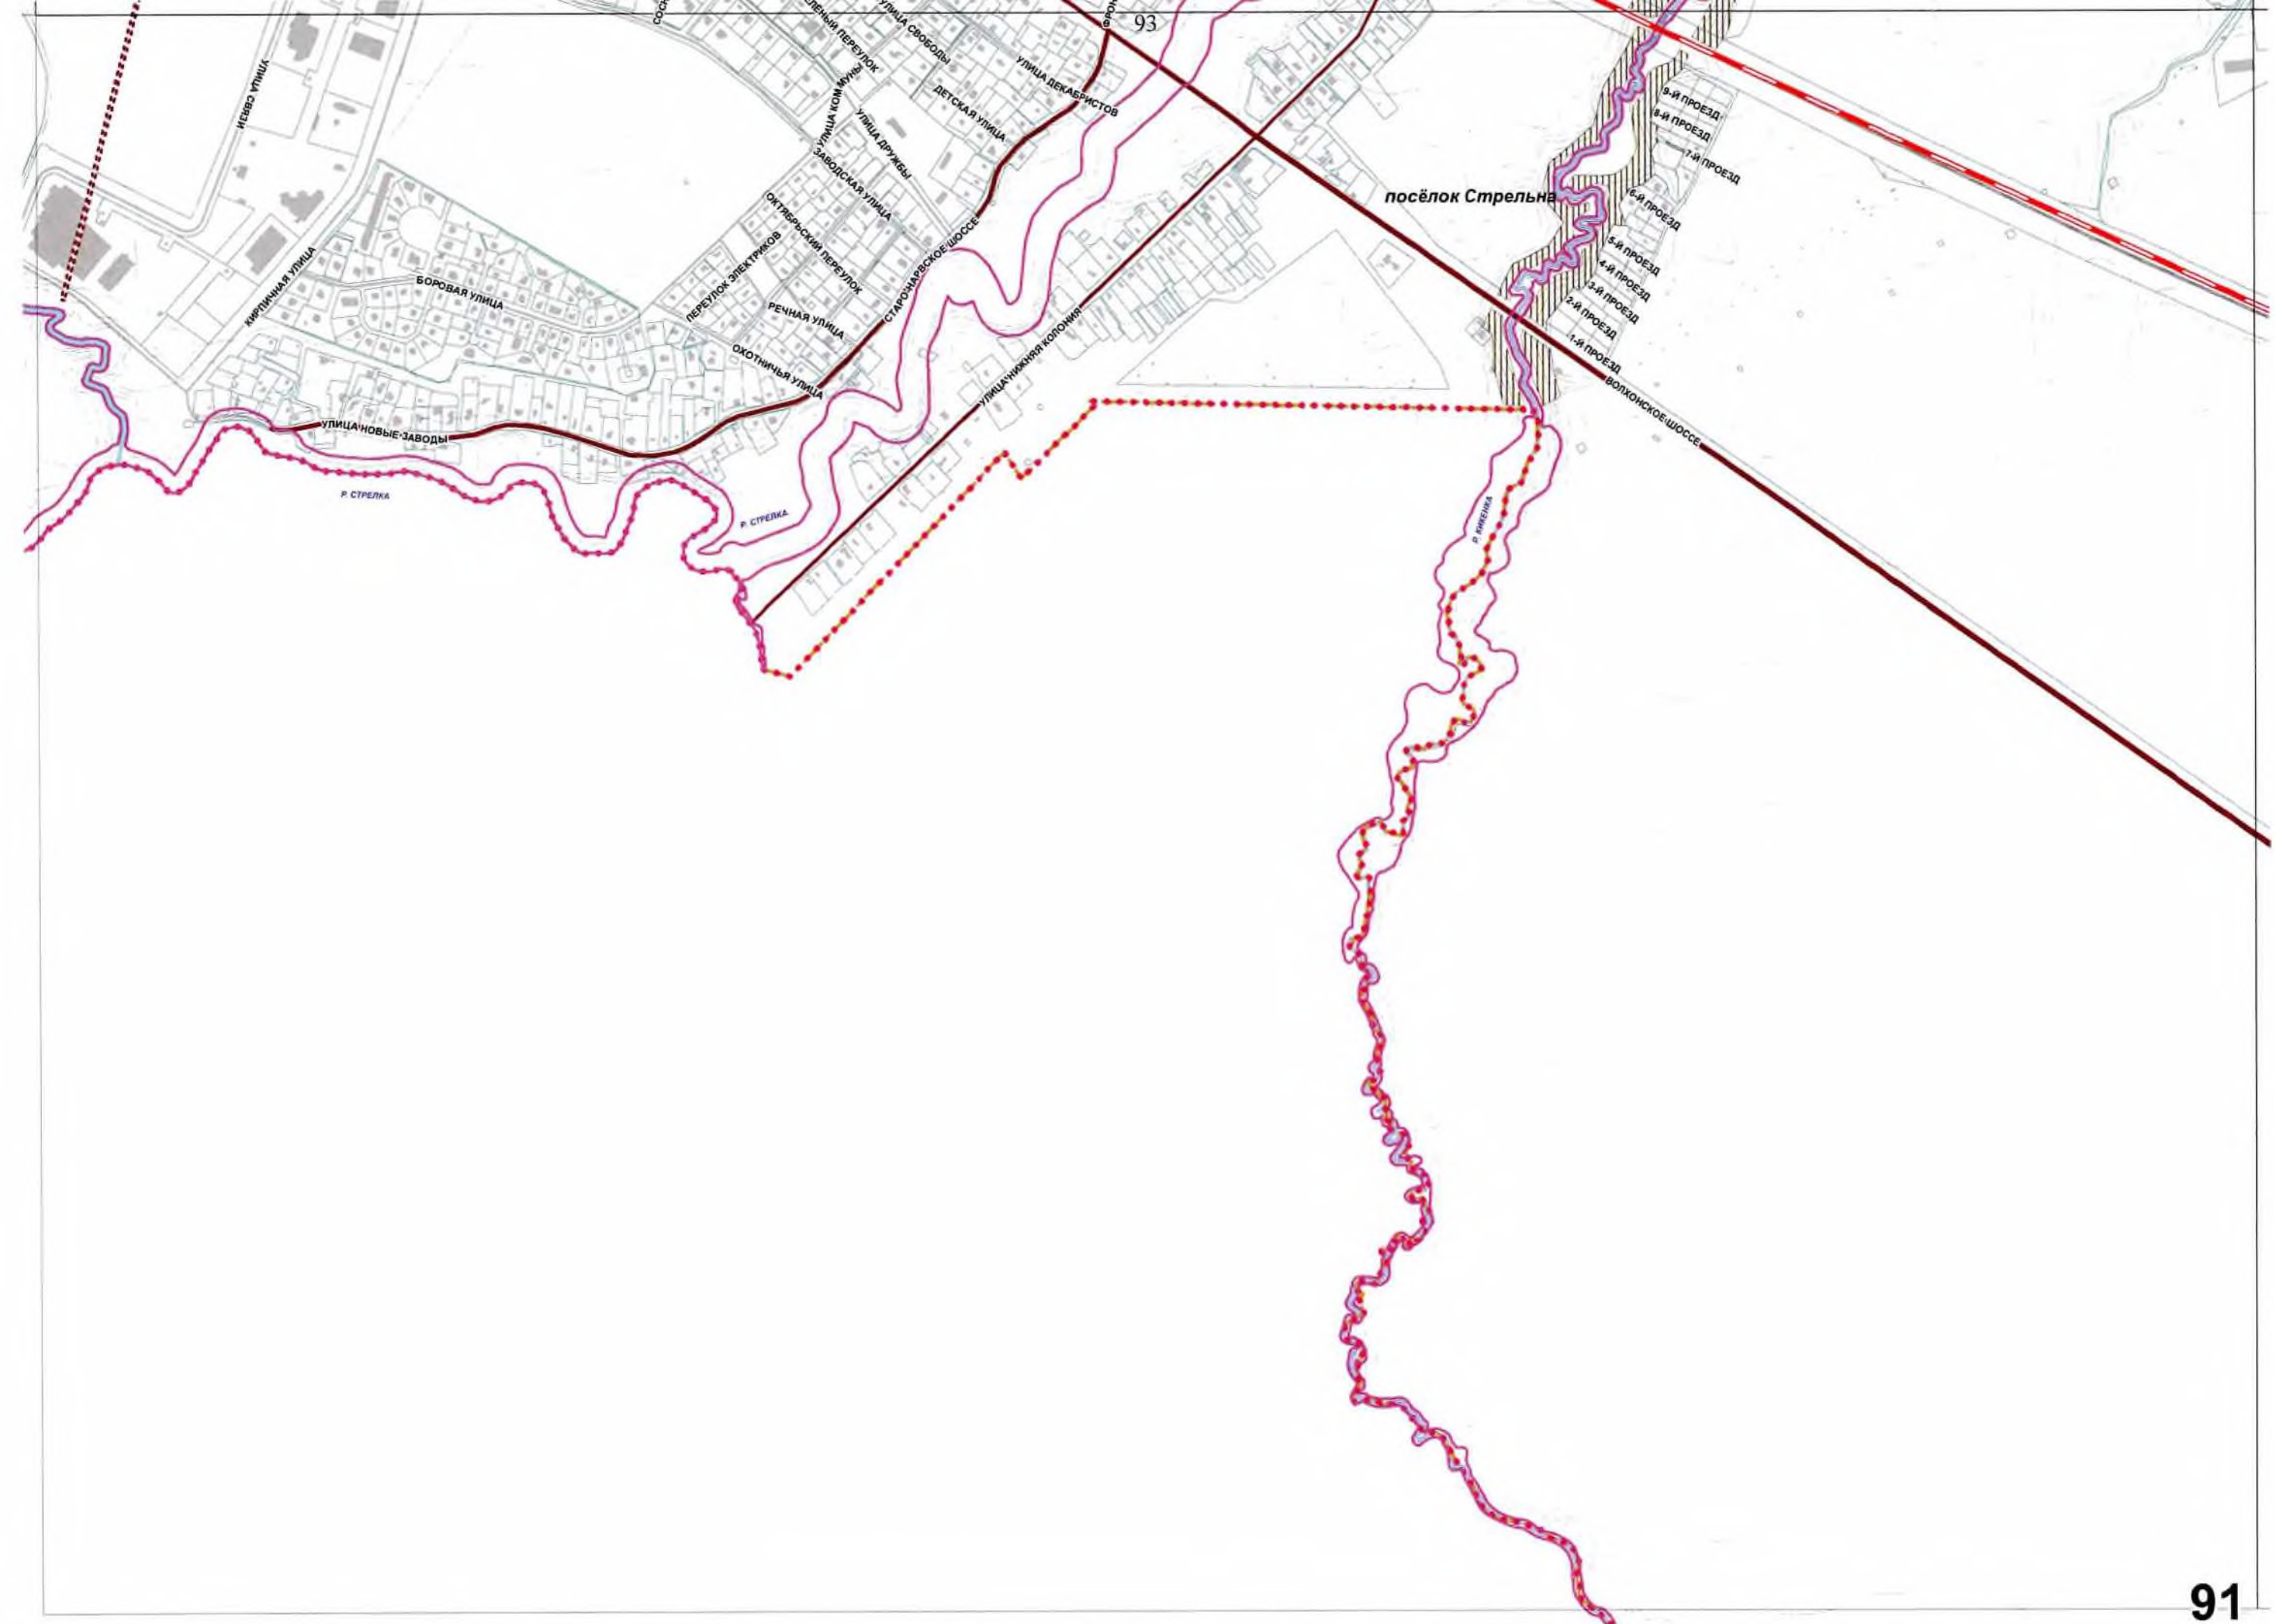 93
УЛИЦА СВЯЗИ
УЛИЦА СВОБОДЫ
ПЕРЕУЛОК
УЛИЦА КОММУНЫ
УЛИЦА ДЕКАБРИСТОВ
ДЕТСКАЯ УЛИЦА
УЛИЦА ДРУЖБЫ
ЗАВОДСКАЯ УЛИЦА
9-Й ПРОЕЗД
8-Й ПРОЕЗД
7-Й ПРОЕЗД
посёлок Стрельна
6-Й ПРОЕЗД
ОКТЯБРЬСКИЙ ПЕРЕУЛОК
ПЕРЕУЛОК ЭЛЕКТРИКОВ
СТАРО-НАРВСКОЕ ШОССЕ
5-Й ПРОЕЗД
4-Й ПРОЕЗД
3-Й ПРОЕЗД
2-Й ПРОЕЗД
1-Й ПРОЕЗД
КИРПИЧНАЯ УЛИЦА
БОРОВАЯ УЛИЦА
РЕЧНАЯ УЛИЦА
ОХОТНИЧЬЯ УЛИЦА
УЛИЦА НИЖНЯЯ КОЛОНИЯ
ВОЛХОНСКОЕ ШОССЕ
УЛИЦА НОВЫЕ ЗАВОДЫ
Р. СТРЕЛКА
Р. СТРЕЛКА
Р. КИКЕНКА
91